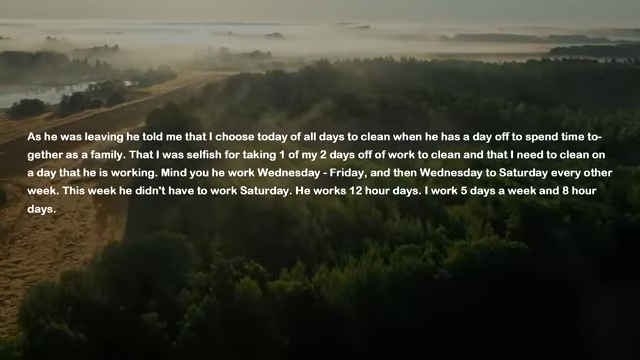 As he was leaving he told me that I choose today of all days to clean when he has a day off to spend time to-
gether as a family. That I was selfish for taking 1 of my 2 days off of work to clean and that I need to clean on
a day that he is working. Mind you he work Wednesday - Friday, and then Wednesday to Saturday every other
week. This week he didn't have to work Saturday. He works 12 hour days. I work 5 days a week and 8 hour
days.